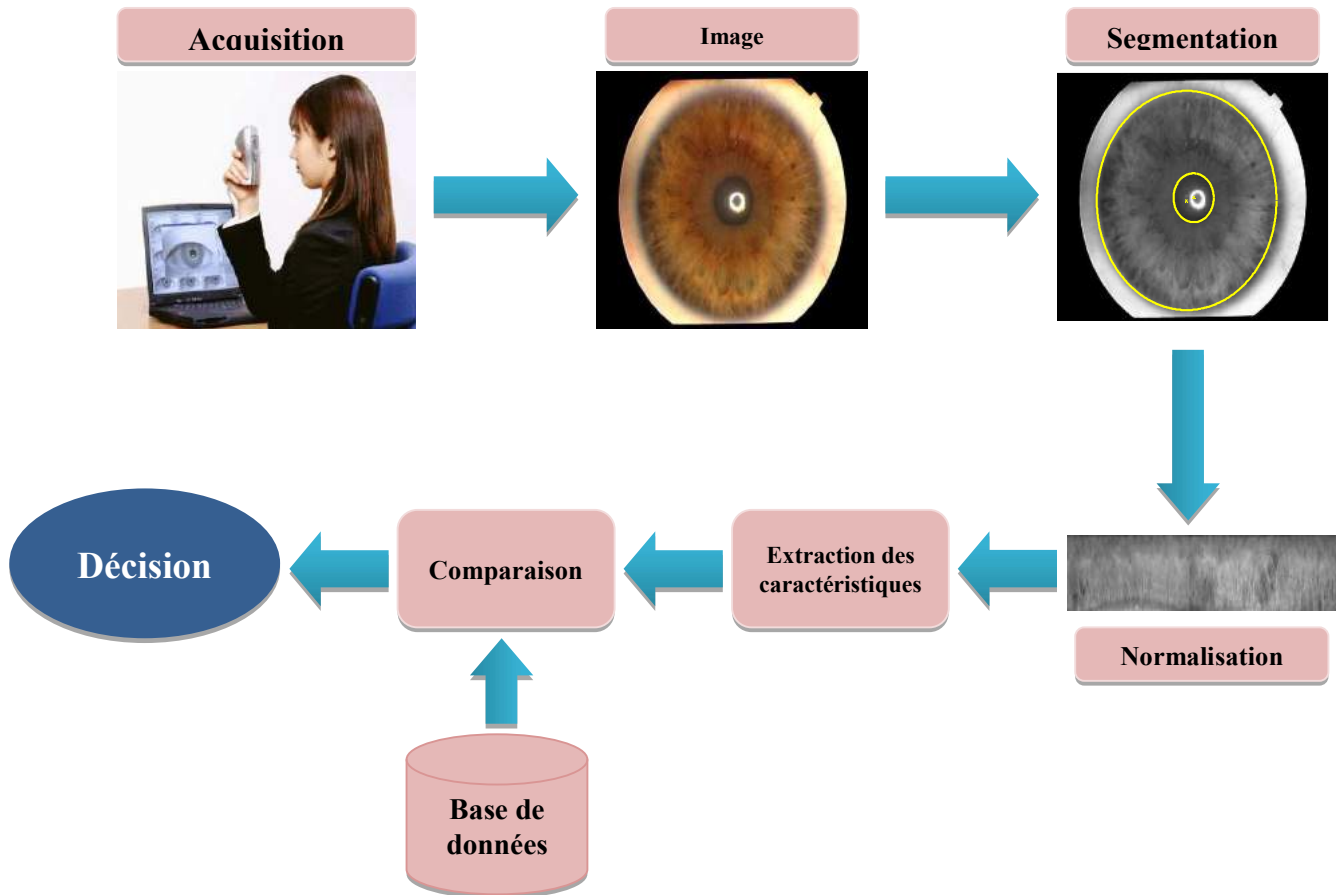 Acquisition
Image
Segmentation
Décision
Comparaison
Extraction des
caractéristiques
Normalisation
Base de
données